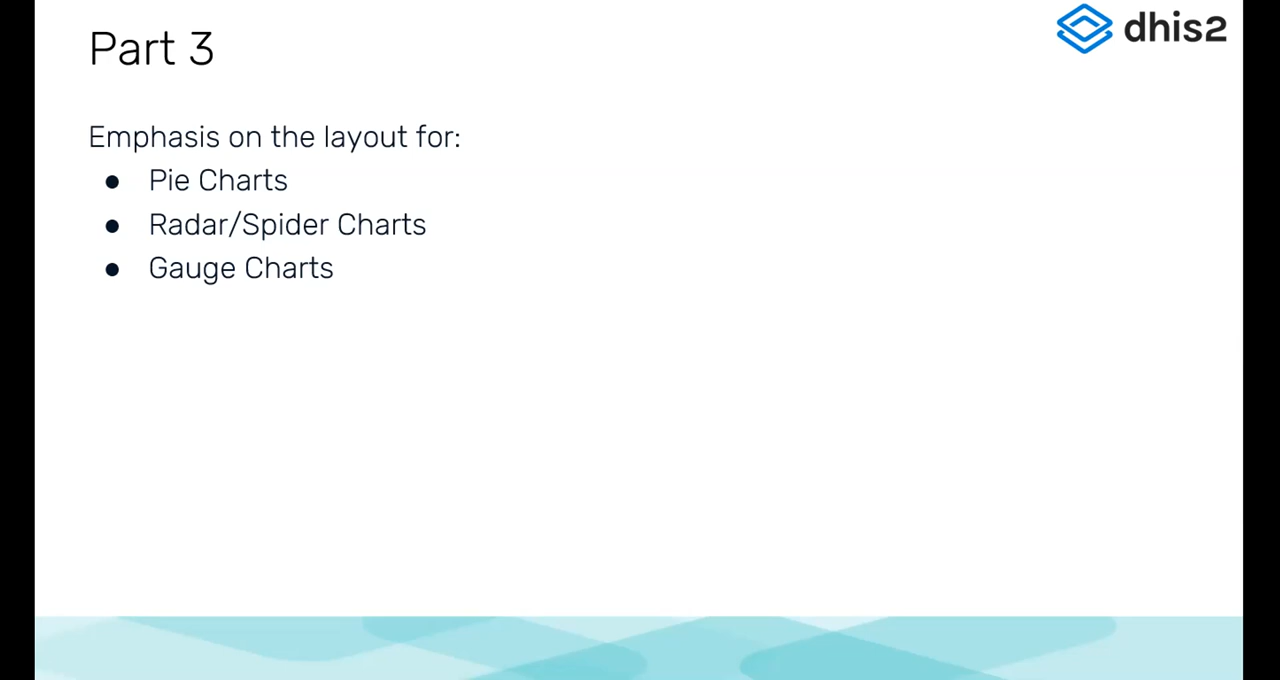 Part 3
dhis2
Emphasis on the layout for:
● Pie Charts
● Radar/Spider Charts
● Gauge Charts